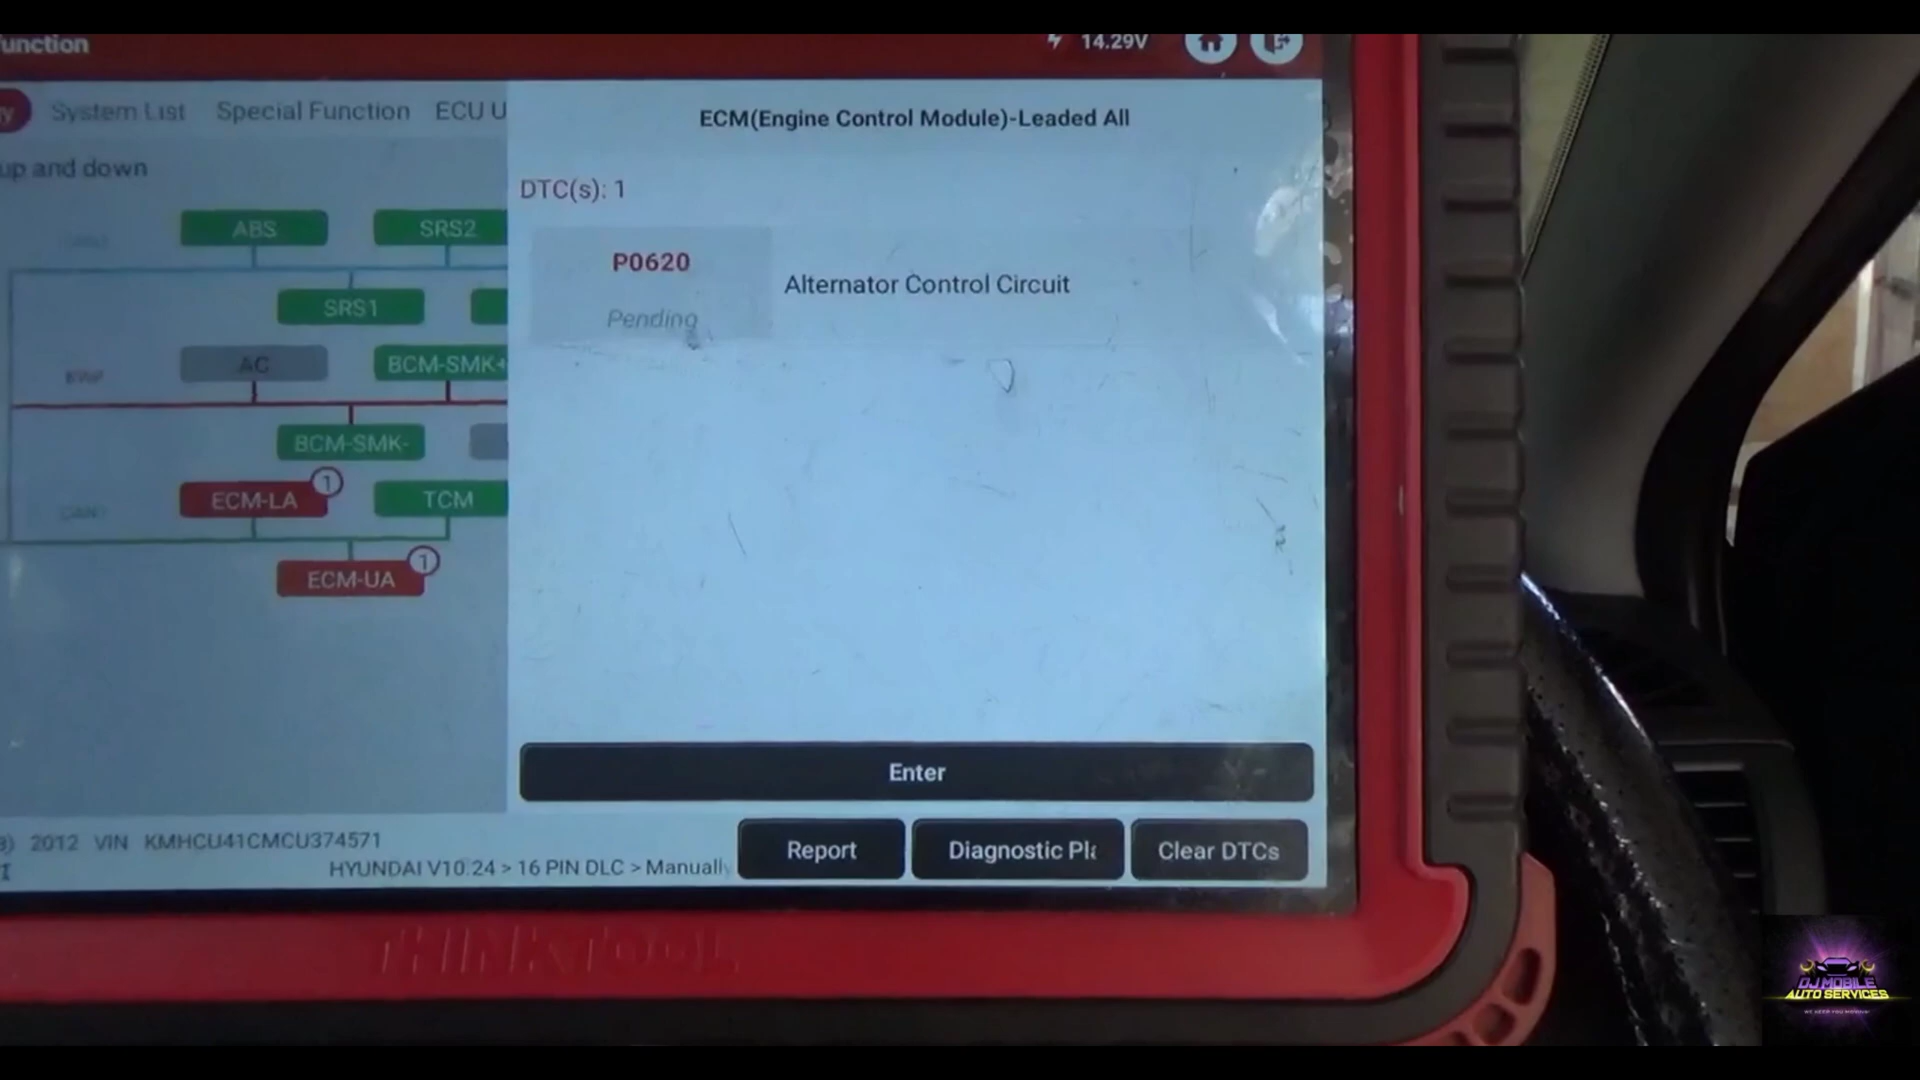 unction
14.29V
y System List Special Function ECU U
up and down
ECM(Engine Control Module)-Leaded All
DTC(s): 1
P0620
Pending
Alternator Control Circuit
ABS SRS2
SRS1
AC BCM-SMK+
BCM-SMK-
ECM-LA 1 TCM
ECM-UA 1
Enter
2012 VIN KMHCU41CMCU374571
HYUNDAI V10.24 > 16 PIN DLC > Manually
Report Diagnostic Pla Clear DTCs
THINKTOOL
DJ MOBILE
AUTO SERVICES